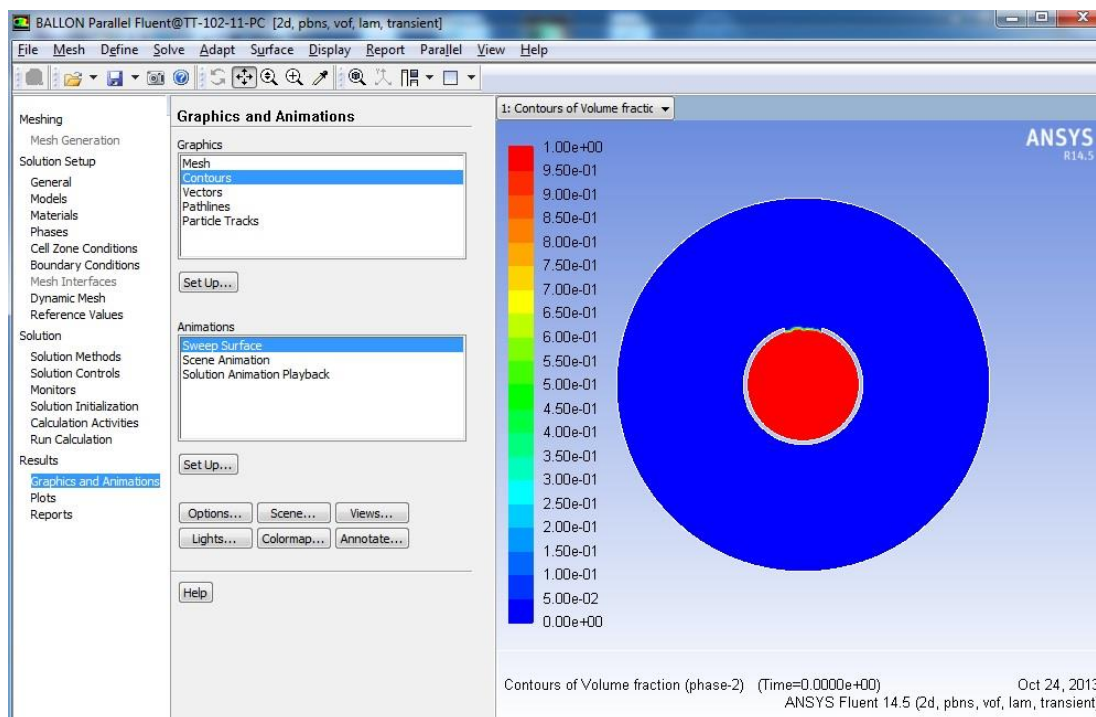 BALLON Parallel Fluent@TT-102-11-PC [2d, pbns, vof, lam, transient]
File Mesh Define Solve Adapt Surface Display Report Parallel View Help
Meshing
Mesh Generation
Solution Setup
General
Models
Materials
Phases
Cell Zone Conditions
Boundary Conditions
Mesh Interfaces
Dynamic Mesh
Reference Values
Solution
Solution Methods
Solution Controls
Monitors
Solution Initialization
Calculation Activities
Run Calculation
Results
Graphics and Animations
Plots
Reports
Graphics and Animations
Graphics
Mesh
Contours
Vectors
Pathlines
Particle Tracks
Set Up...
Animations
Sweep Surface
Scene Animation
Solution Animation Playback
Set Up...
Options... Scene... Views...
Lights... Colormap... Annotate...
Help
1: Contours of Volume fractic
ANSYS
R14.5
1.00e+00
9.50e-01
9.00e-01
8.50e-01
8.00e-01
7.50e-01
7.00e-01
6.50e-01
6.00e-01
5.50e-01
5.00e-01
4.50e-01
4.00e-01
3.50e-01
3.00e-01
2.50e-01
2.00e-01
1.50e-01
1.00e-01
5.00e-02
0.00e+00
Contours of Volume fraction (phase-2) (Time=0.0000e+00) Oct 24, 2013
ANSYS Fluent 14.5 (2d, pbns, vof, lam, transient)